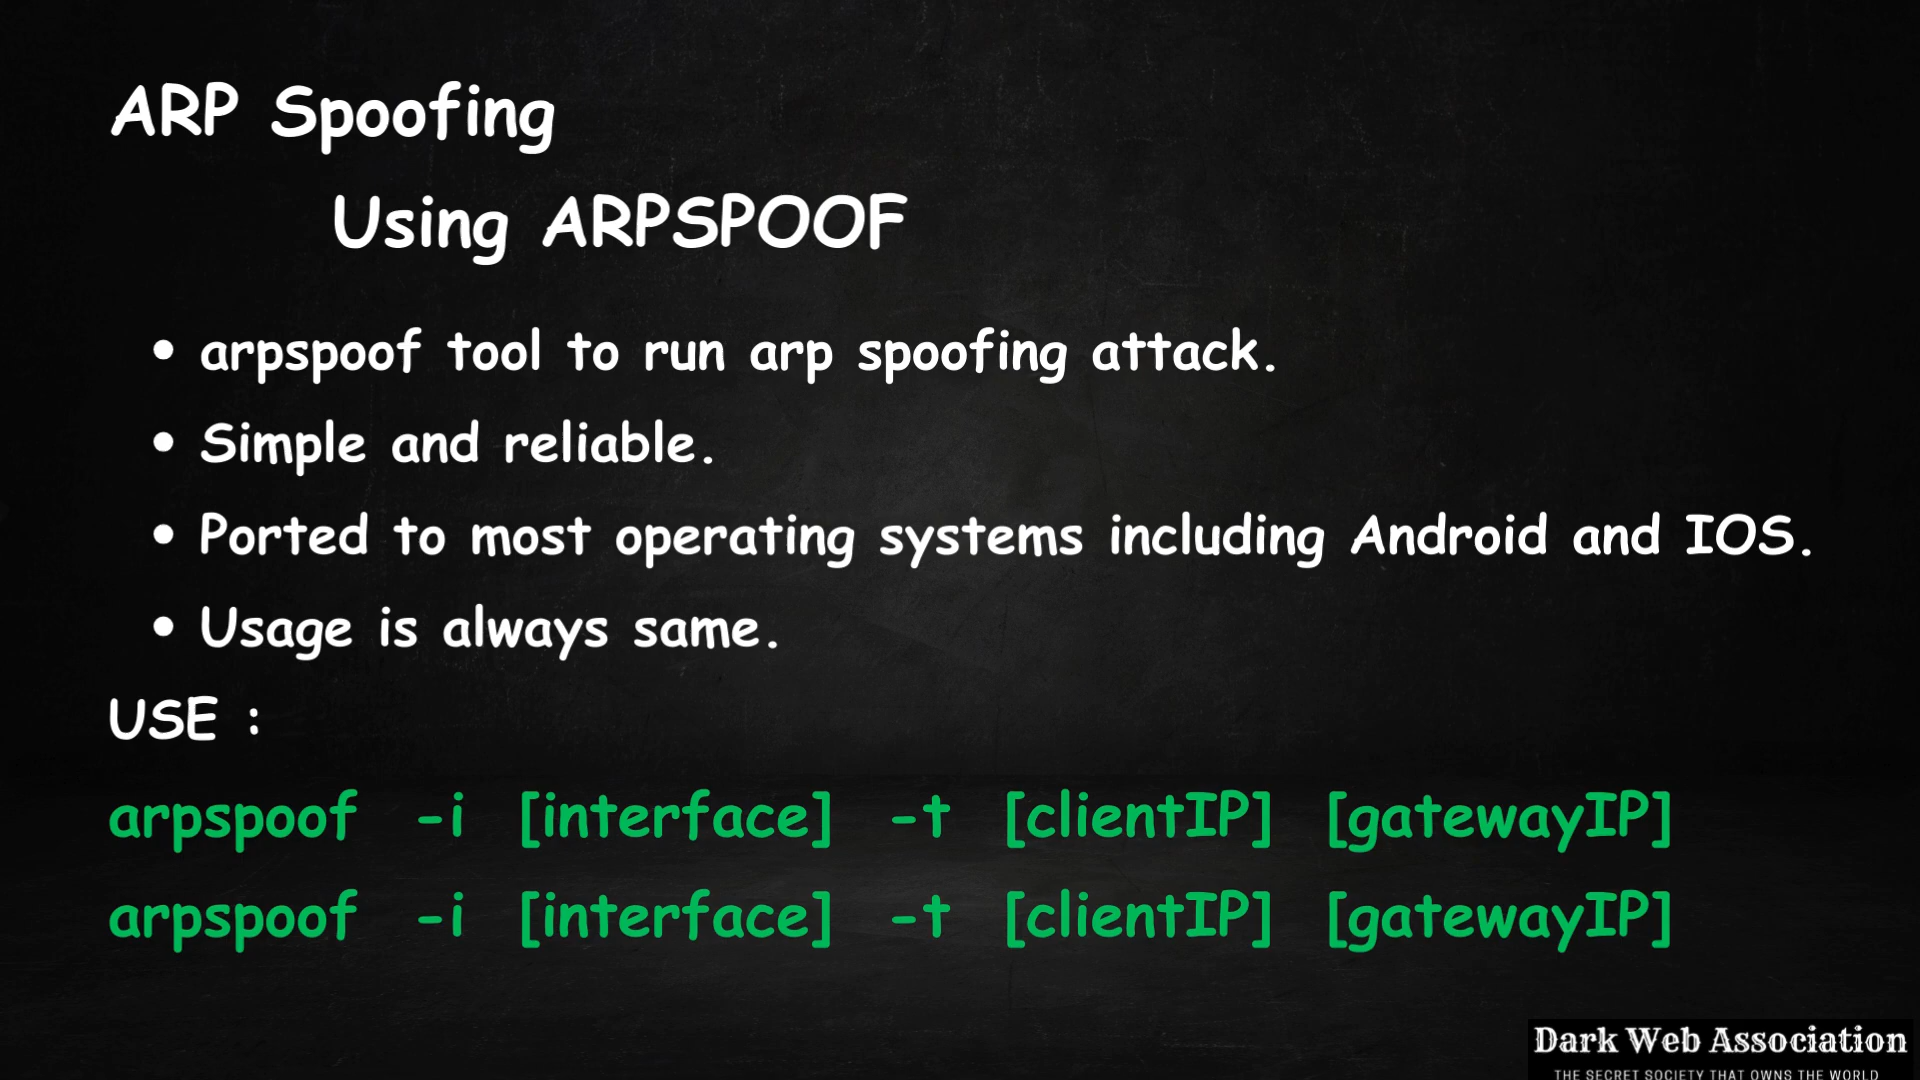 ARP Spoofing
Using ARPSPOOF
• arpspoof tool to run arp spoofing attack.
• Simple and reliable.
• Ported to most operating systems including Android and IOS.
• Usage is always same.
USE :
arpspoof -i [interface] -t [clientIP] [gatewayIP]
arpspoof -i [interface] -t [clientIP] [gatewayIP]
Dark Web Association
THE SECRET SOCIETY THAT OWNS THE WORLD